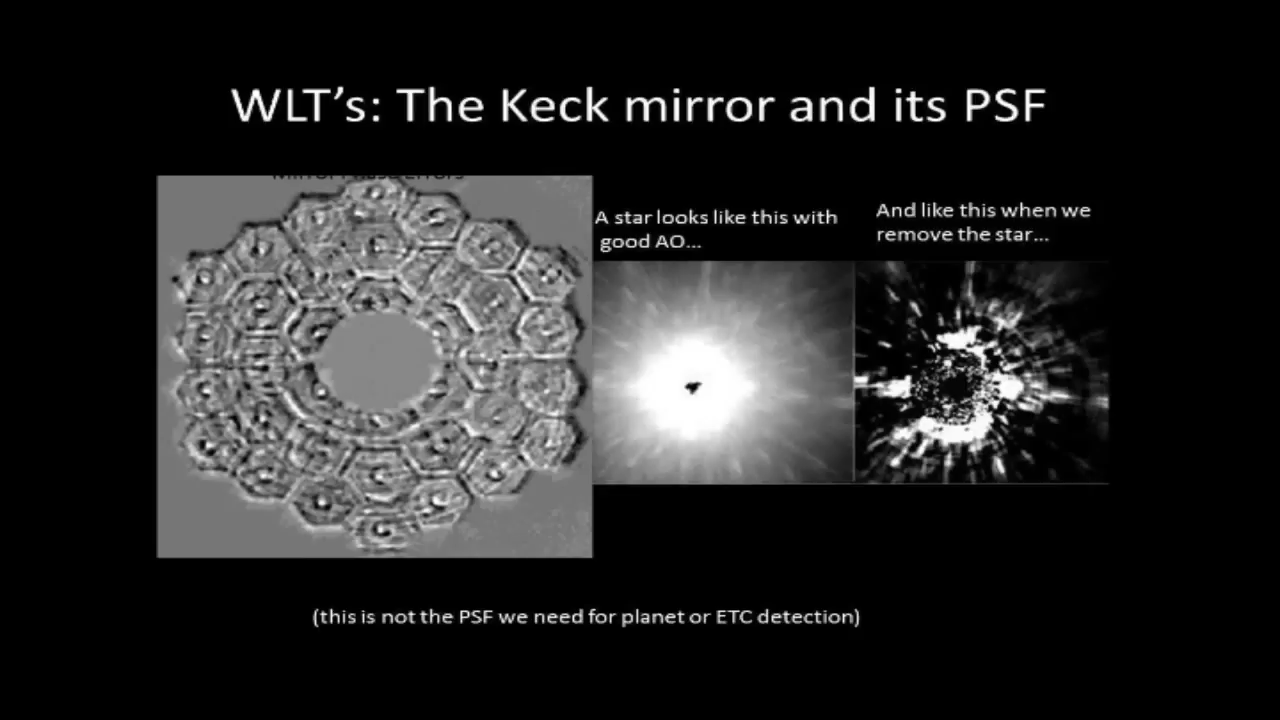 WLT's: The Keck mirror and its PSF
Mirror Phase Errors
A star looks like this with
good AO...
And like this when we
remove the star...
(this is not the PSF we need for planet or ETC detection)